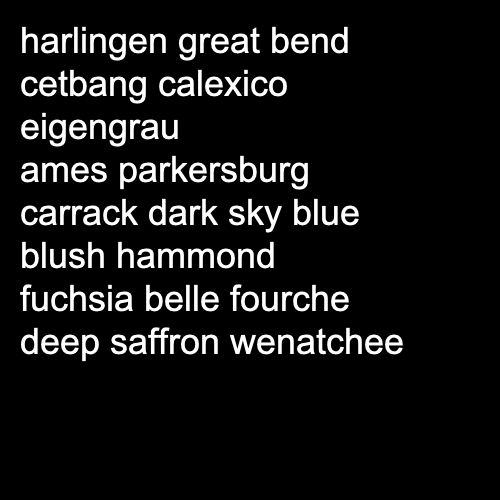 harlingen great bend
cetbang calexico
eigengrau
ames parkersburg
carrack dark sky blue
blush hammond
fuchsia belle fourche
deep saffron wenatchee